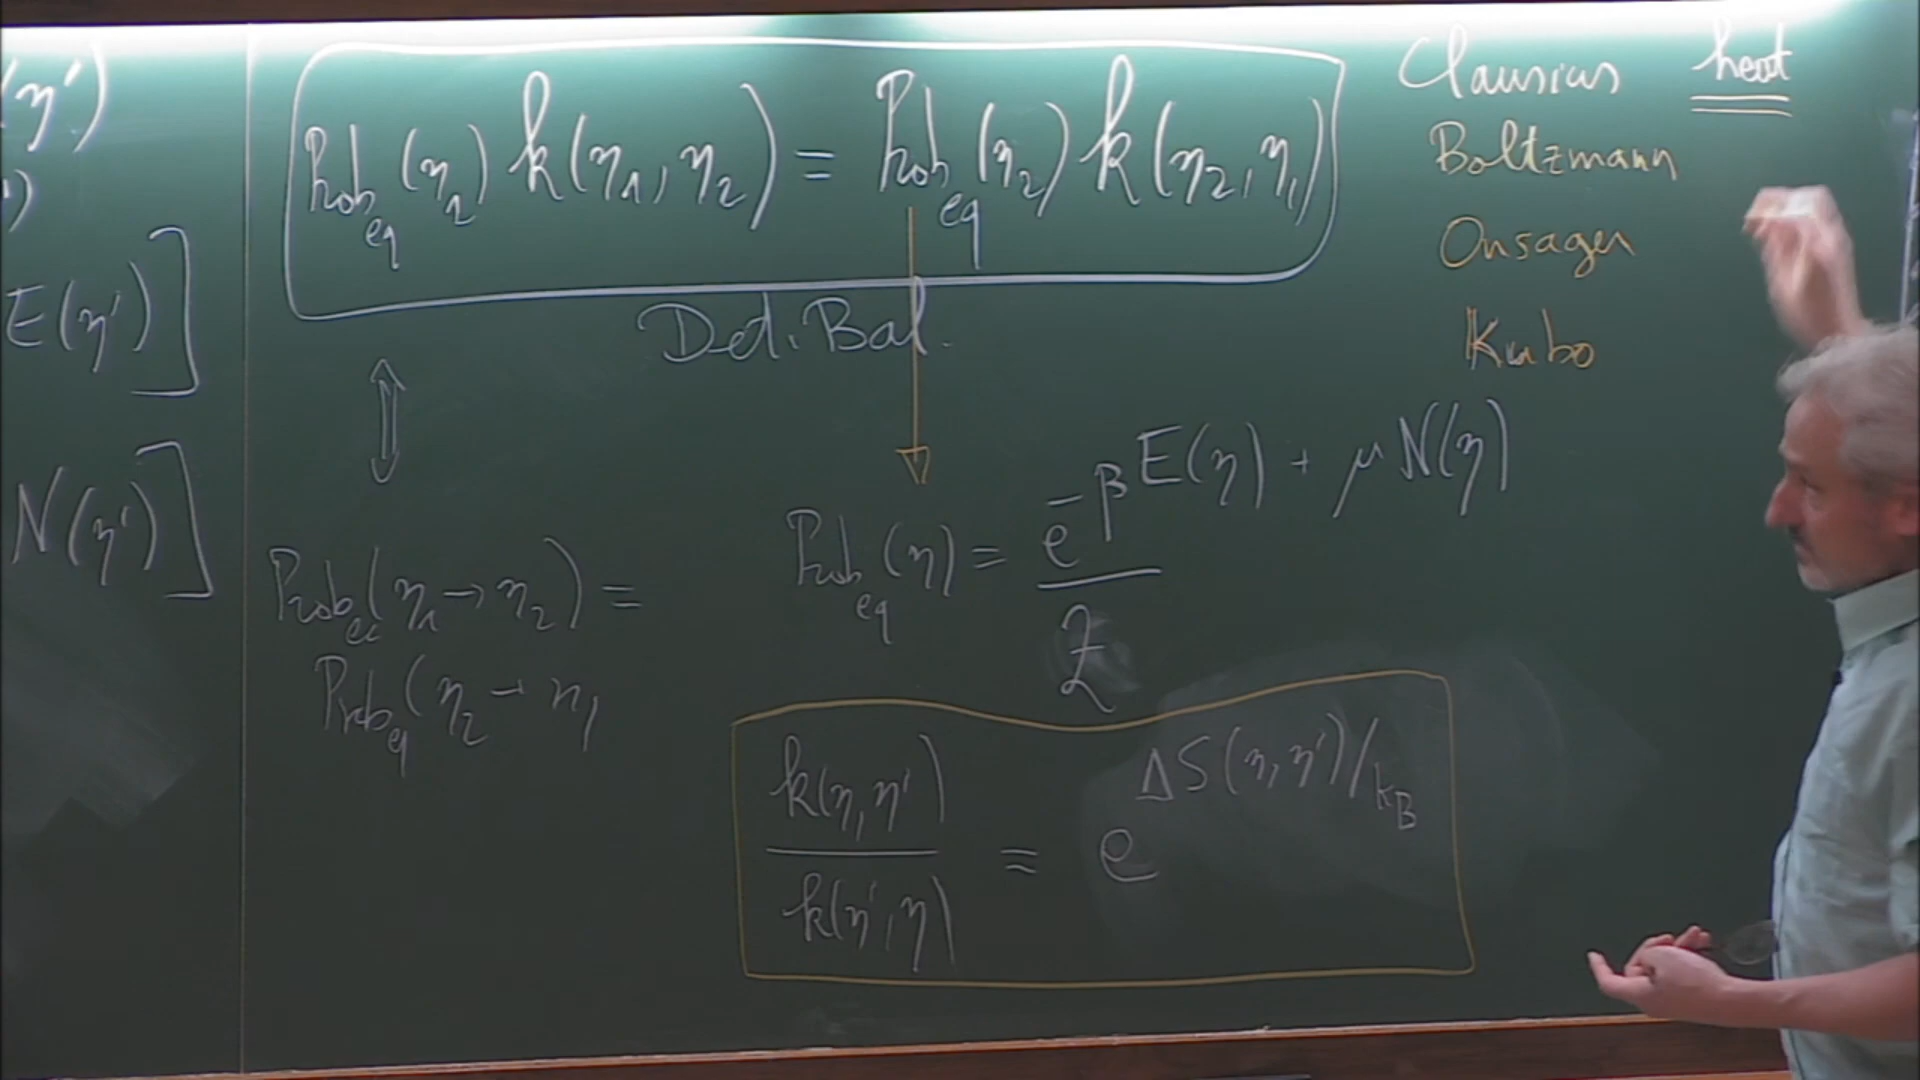 (η')
')
E(η')]
N(η')]
Prob_eq(η_1) k(η_1, η_2) = Prob_eq(η_2) k(η_2, η_1)
Det. Bal.
Prob_eq(η_1 → η_2) =
Prob_eq(η_2 → η_1
Prob_eq(η) = e^{-β E(η) + μ N(η)} / Z
k(η, η') / k(η', η) = e^{ΔS(η, η')/k_B}
Clausius heat
Boltzmann
Onsager
Kubo